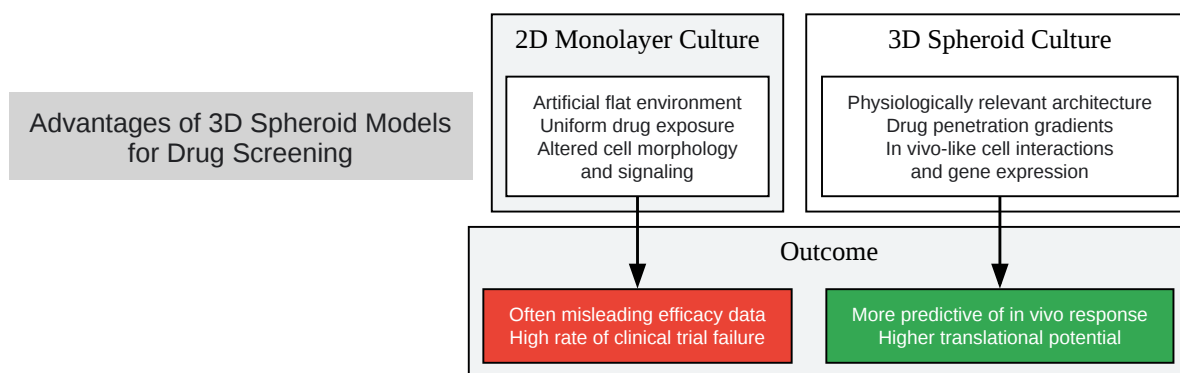 Advantages of 3D Spheroid Models
for Drug Screening
2D Monolayer Culture
Artificial flat environment
Uniform drug exposure
Altered cell morphology
and signaling
3D Spheroid Culture
Physiologically relevant architecture
Drug penetration gradients
In vivo-like cell interactions
and gene expression
Outcome
Often misleading efficacy data
High rate of clinical trial failure
More predictive of in vivo response
Higher translational potential